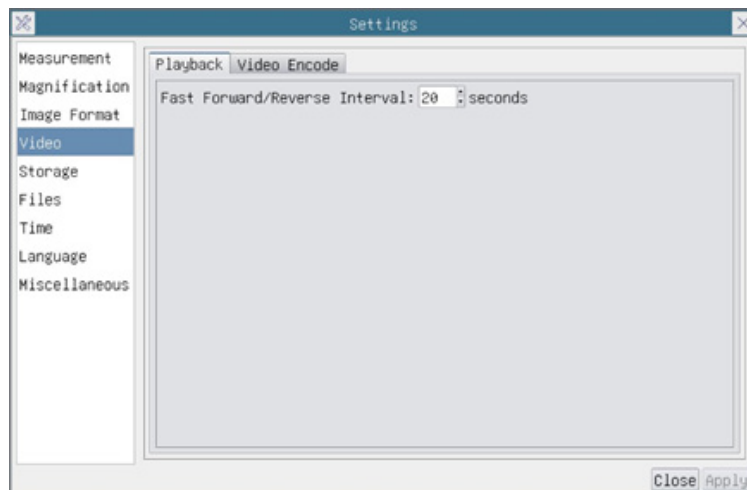 Settings
Measurement
Magnification
Image Format
Video
Storage
Files
Time
Language
Miscellaneous
Playback Video Encode
Fast Forward/Reverse Interval: 20 seconds
Close Apply